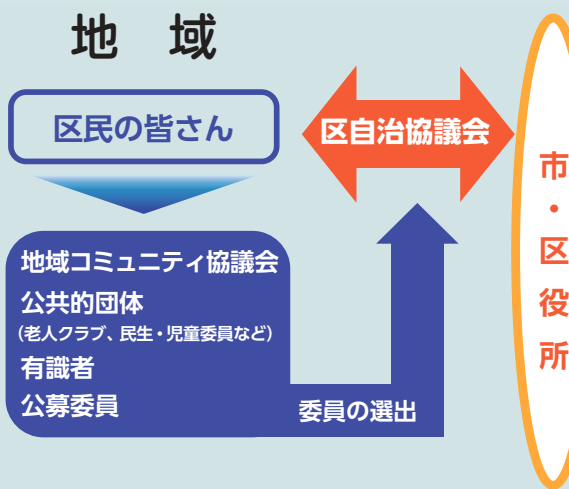 地　域
区民の皆さん
区自治協議会
地域コミュニティ協議会
公共的団体
(老人クラブ、民生・児童委員など)
有識者
公募委員
委員の選出
市・区役所